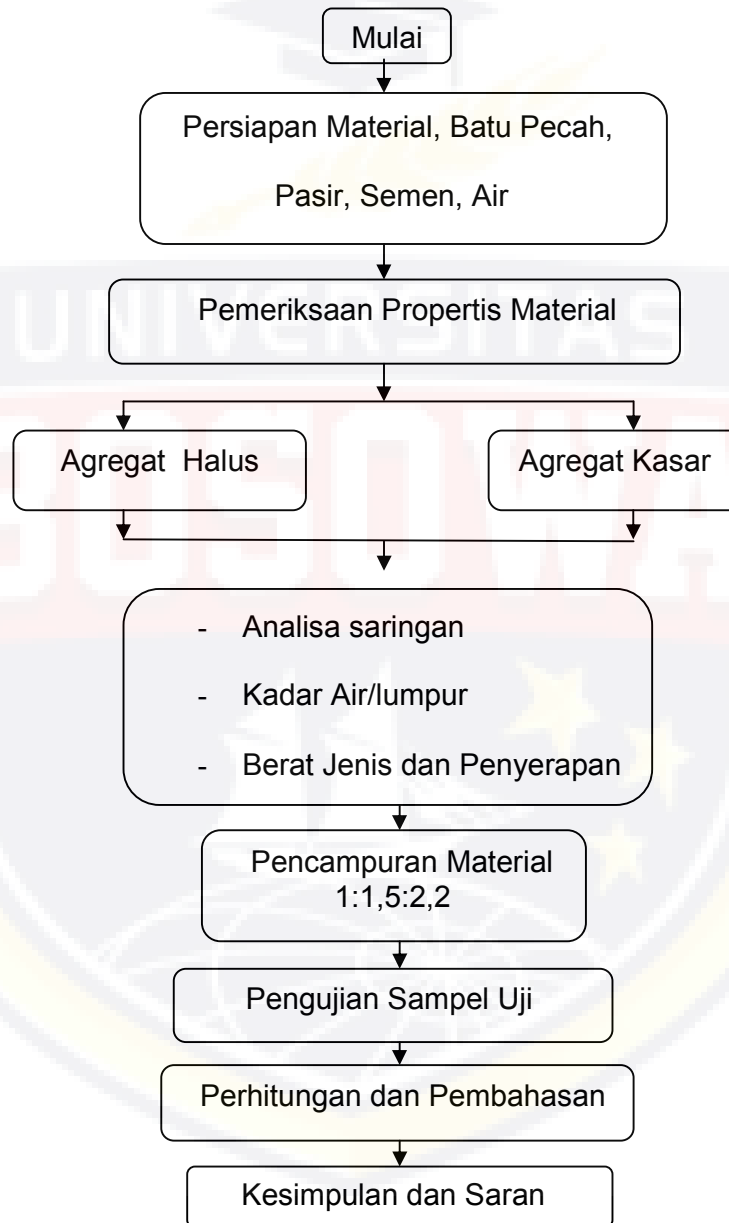 Mulai
Persiapan Material, Batu Pecah,
Pasir, Semen, Air
Pemeriksaan Propertis Material
UNIVERSITAS
Agregat Halus
Agregat Kasar
BOSOWA
- Analisa saringan
- Kadar Air/lumpur
- Berat Jenis dan Penyerapan
Pencampuran Material
1:1,5:2,2
Pengujian Sampel Uji
Perhitungan dan Pembahasan
Kesimpulan dan Saran